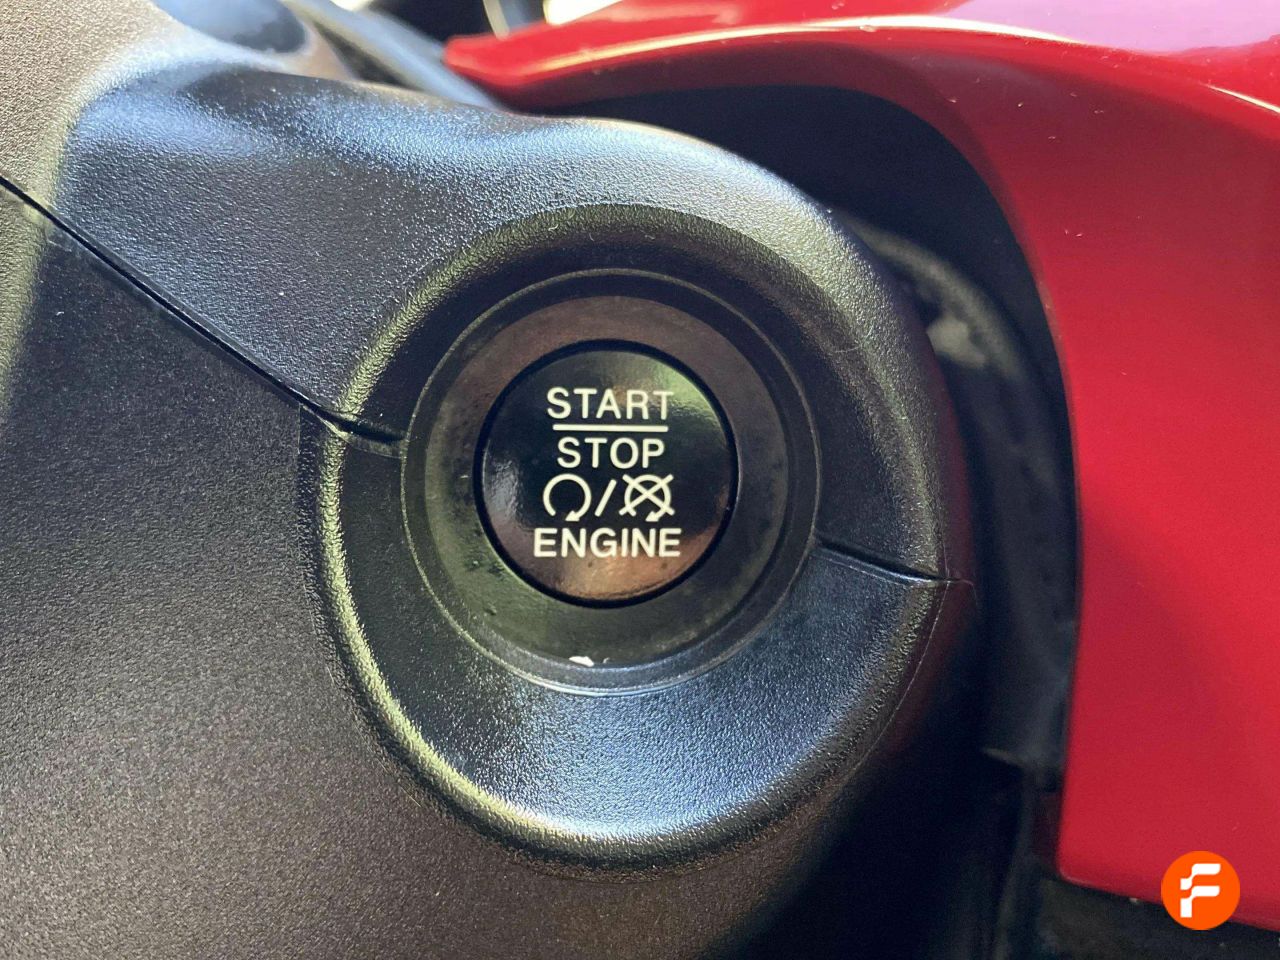 START
STOP
/
ENGINE
F